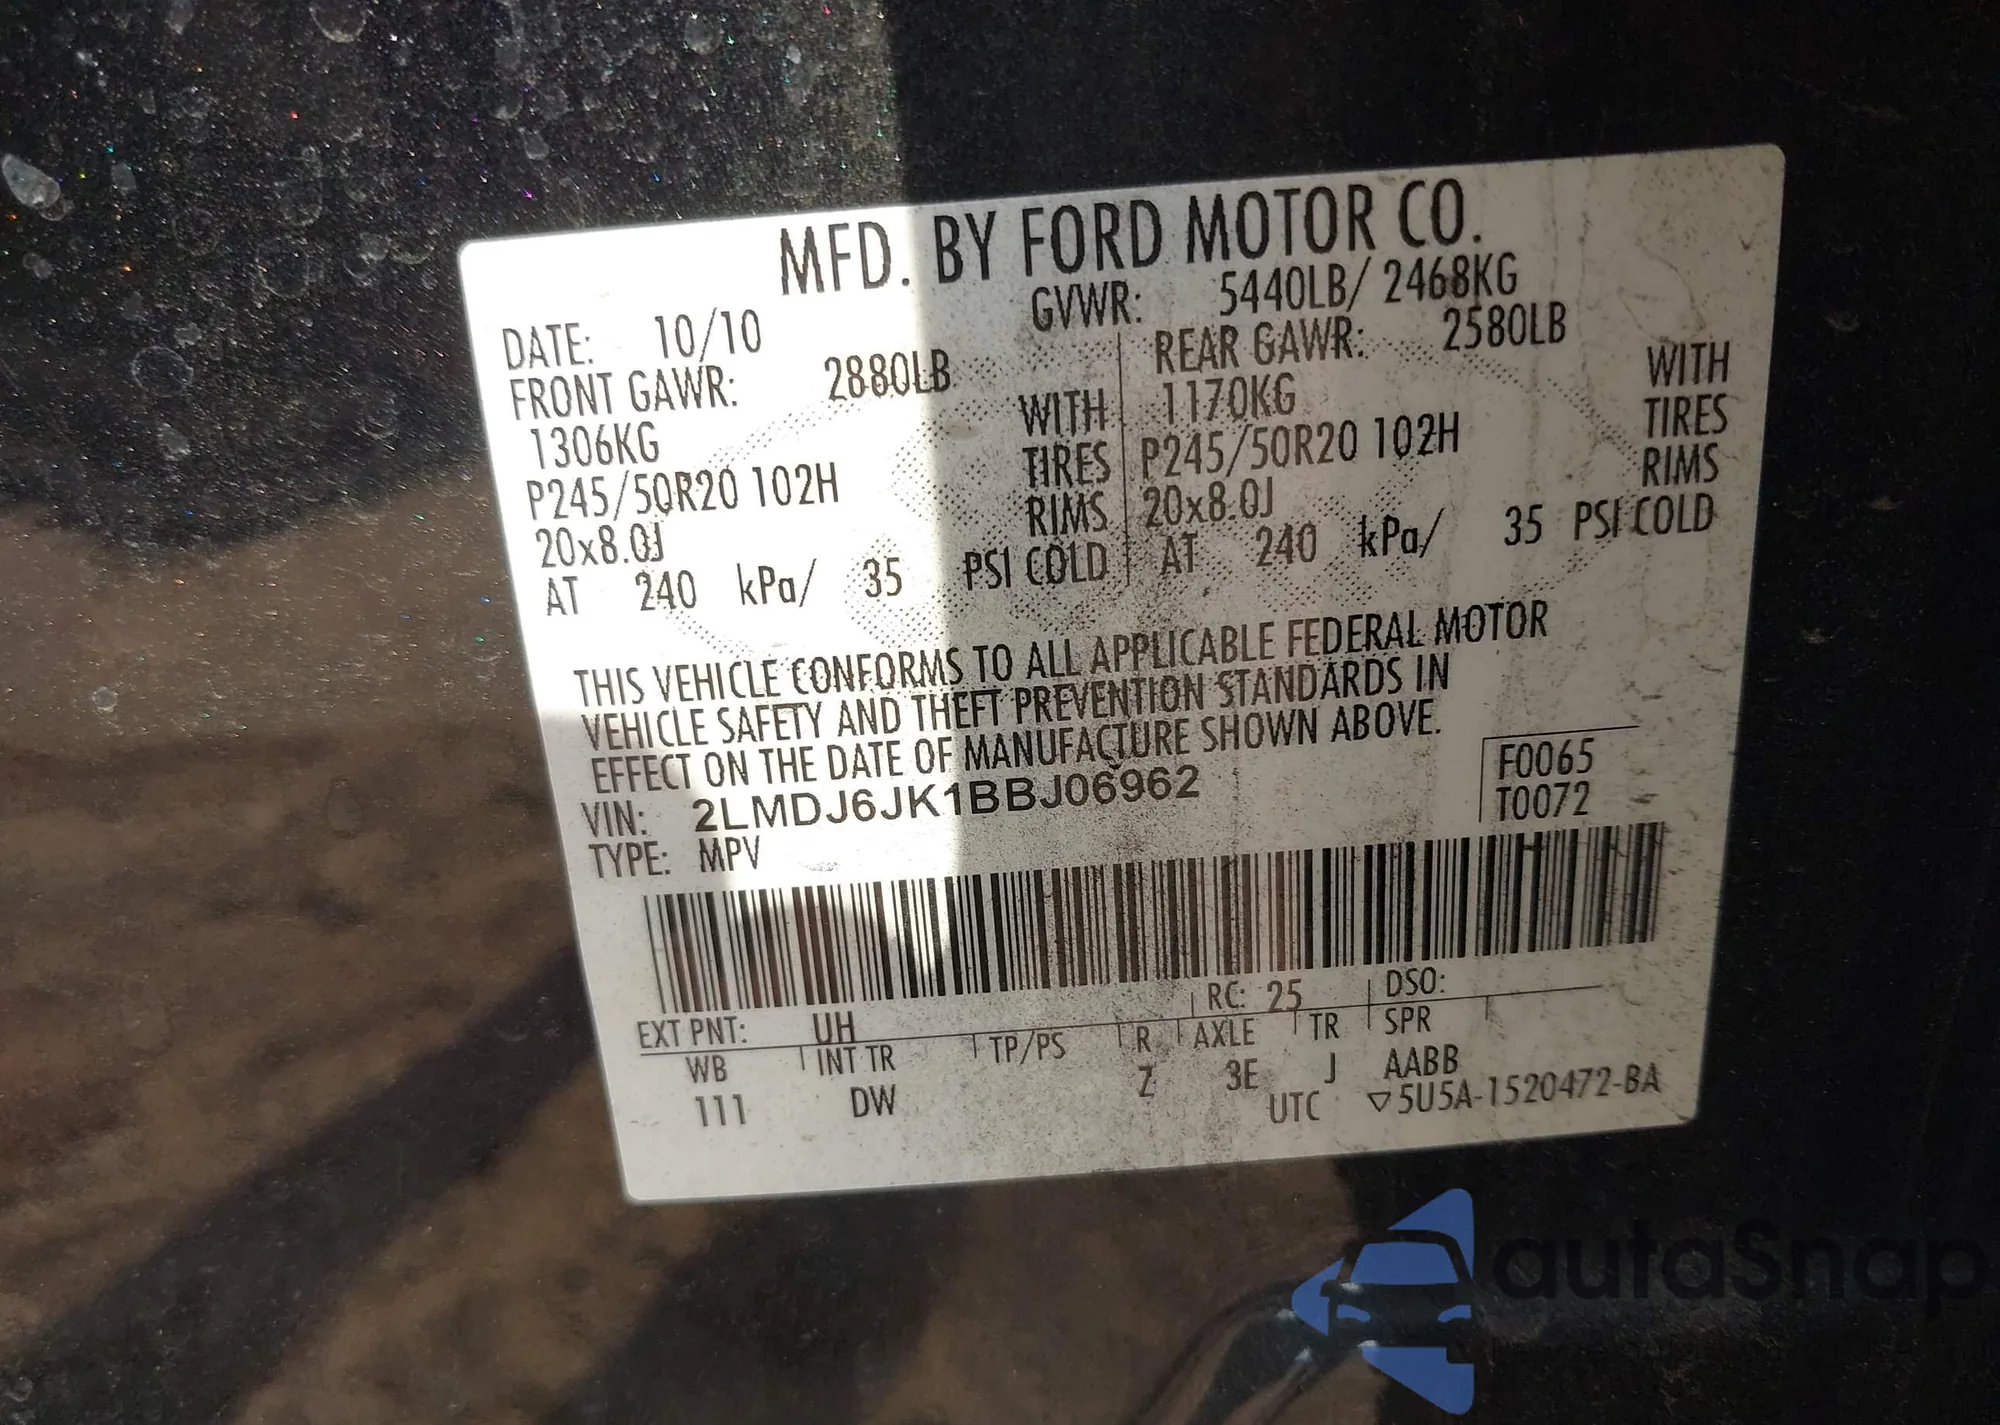 MFD. BY FORD MOTOR CO.
DATE: 10/10 GVWR: 5440LB/ 2468KG
FRONT GAWR: 2880LB REAR GAWR: 2580LB
1306KG WITH 1170KG WITH
P245/50R20 102H TIRES P245/50R20 102H TIRES
20x8.0J RIMS 20x8.0J RIMS
AT 240 kPa/ 35 PSI COLD AT 240 kPa/ 35 PSI COLD
THIS VEHICLE CONFORMS TO ALL APPLICABLE FEDERAL MOTOR
VEHICLE SAFETY AND THEFT PREVENTION STANDARDS IN
EFFECT ON THE DATE OF MANUFACTURE SHOWN ABOVE.
VIN: 2LMDJ6JK1BBJ06962 F0065
TYPE: MPV T0072
EXT PNT: UH RC: 25 DSO:
WB INT TR TP/PS R AXLE TR SPR
111 DW Z 3E J AABB
UTC ▽5U5A-1520472-BA
autaSnap